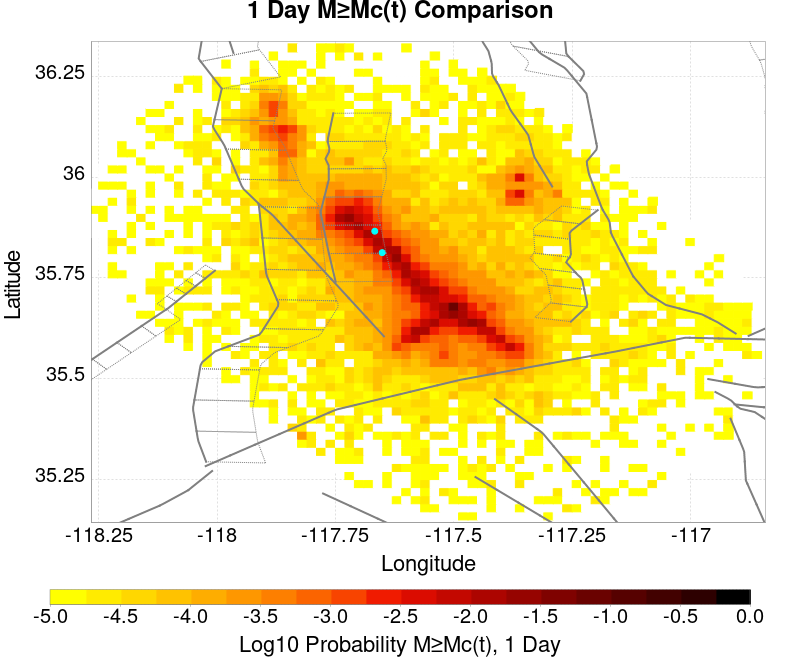 1 Day M≥Mc(t) Comparison
36.25
36
35.75
35.5
35.25
Latitude
-118.25 -118 -117.75 -117.5 -117.25 -117
Longitude
-5.0 -4.5 -4.0 -3.5 -3.0 -2.5 -2.0 -1.5 -1.0 -0.5 0.0
Log10 Probability M≥Mc(t), 1 Day